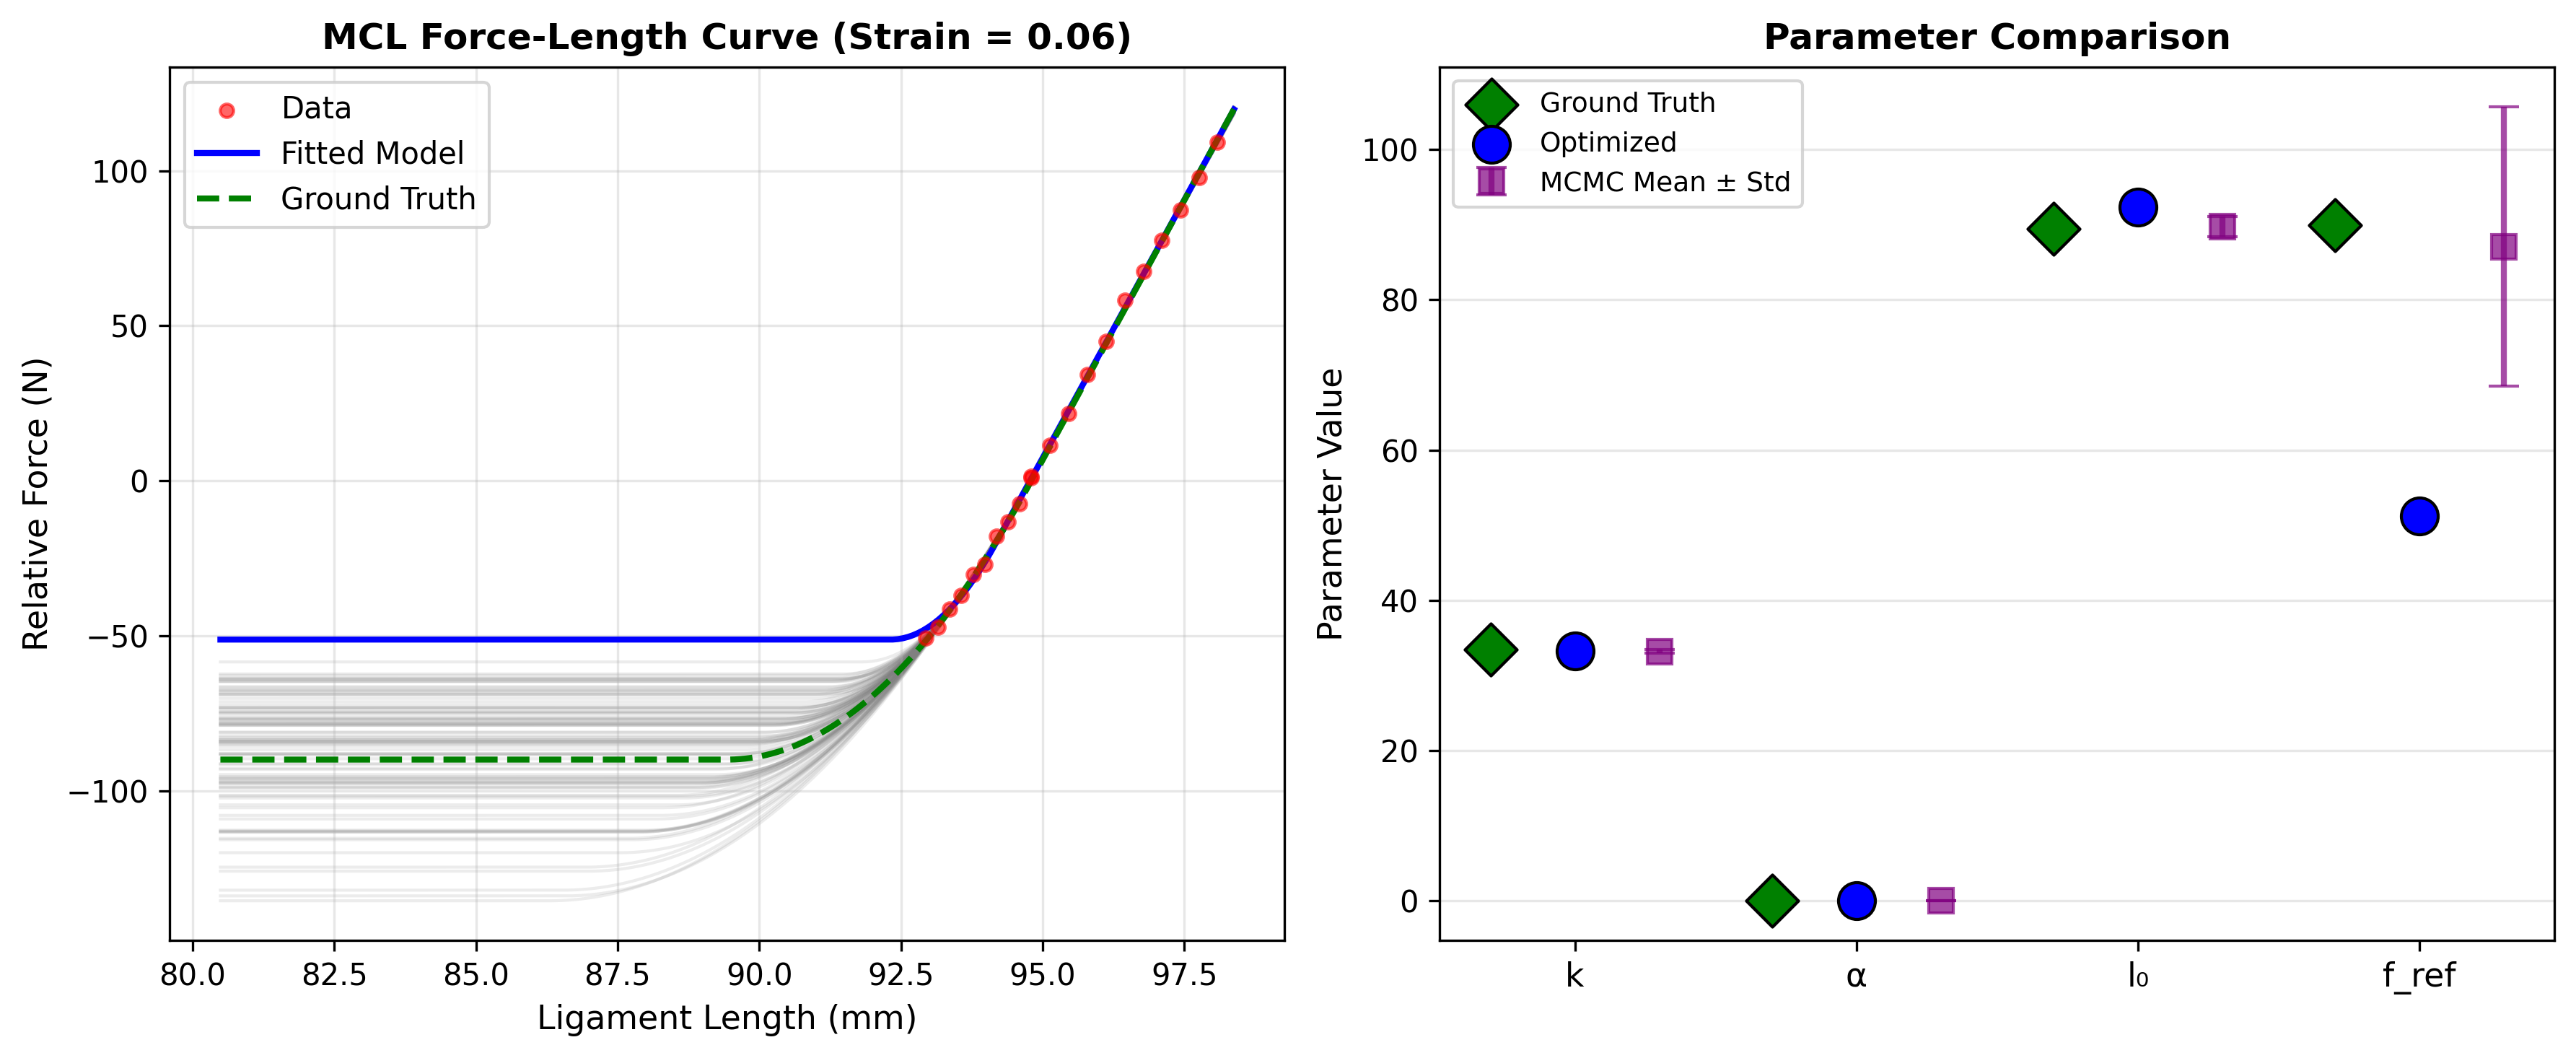 MCL Force-Length Curve (Strain = 0.06)
Data
Fitted Model
Ground Truth
100
50
0
−50
−100
Relative Force (N)
80.0 82.5 85.0 87.5 90.0 92.5 95.0 97.5
Ligament Length (mm)
Parameter Comparison
Ground Truth
Optimized
MCMC Mean ± Std
100
80
60
40
20
0
Parameter Value
k α l₀ f_ref